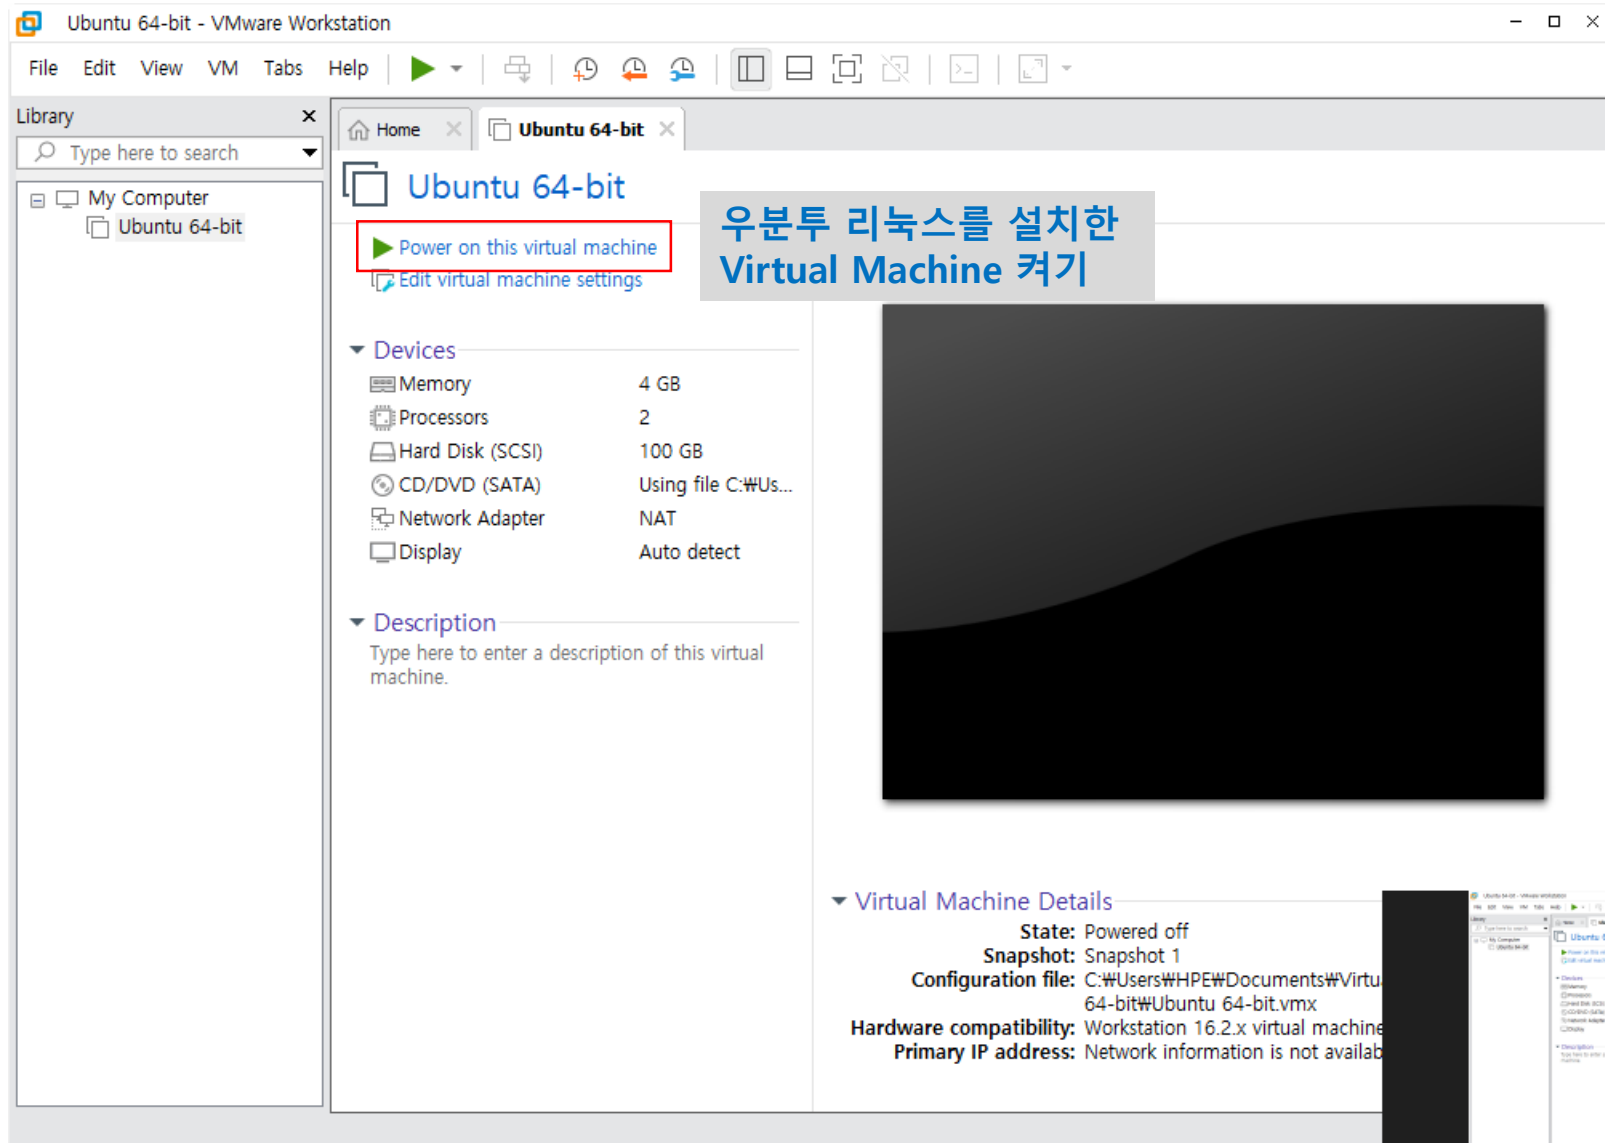 Ubuntu 64-bit - VMware Workstation
File Edit View VM Tabs Help
Library
Type here to search
My Computer
Ubuntu 64-bit
Home
Ubuntu 64-bit
Ubuntu 64-bit
Power on this virtual machine
Edit virtual machine settings
우분투 리눅스를 설치한
Virtual Machine 켜기
Devices
Memory 4 GB
Processors 2
Hard Disk (SCSI) 100 GB
CD/DVD (SATA) Using file C:₩Us...
Network Adapter NAT
Display Auto detect
Description
Type here to enter a description of this virtual
machine.
Virtual Machine Details
State: Powered off
Snapshot: Snapshot 1
Configuration file: C:₩Users₩HPE₩Documents₩Virtu
64-bit₩Ubuntu 64-bit.vmx
Hardware compatibility: Workstation 16.2.x virtual machine
Primary IP address: Network information is not availab